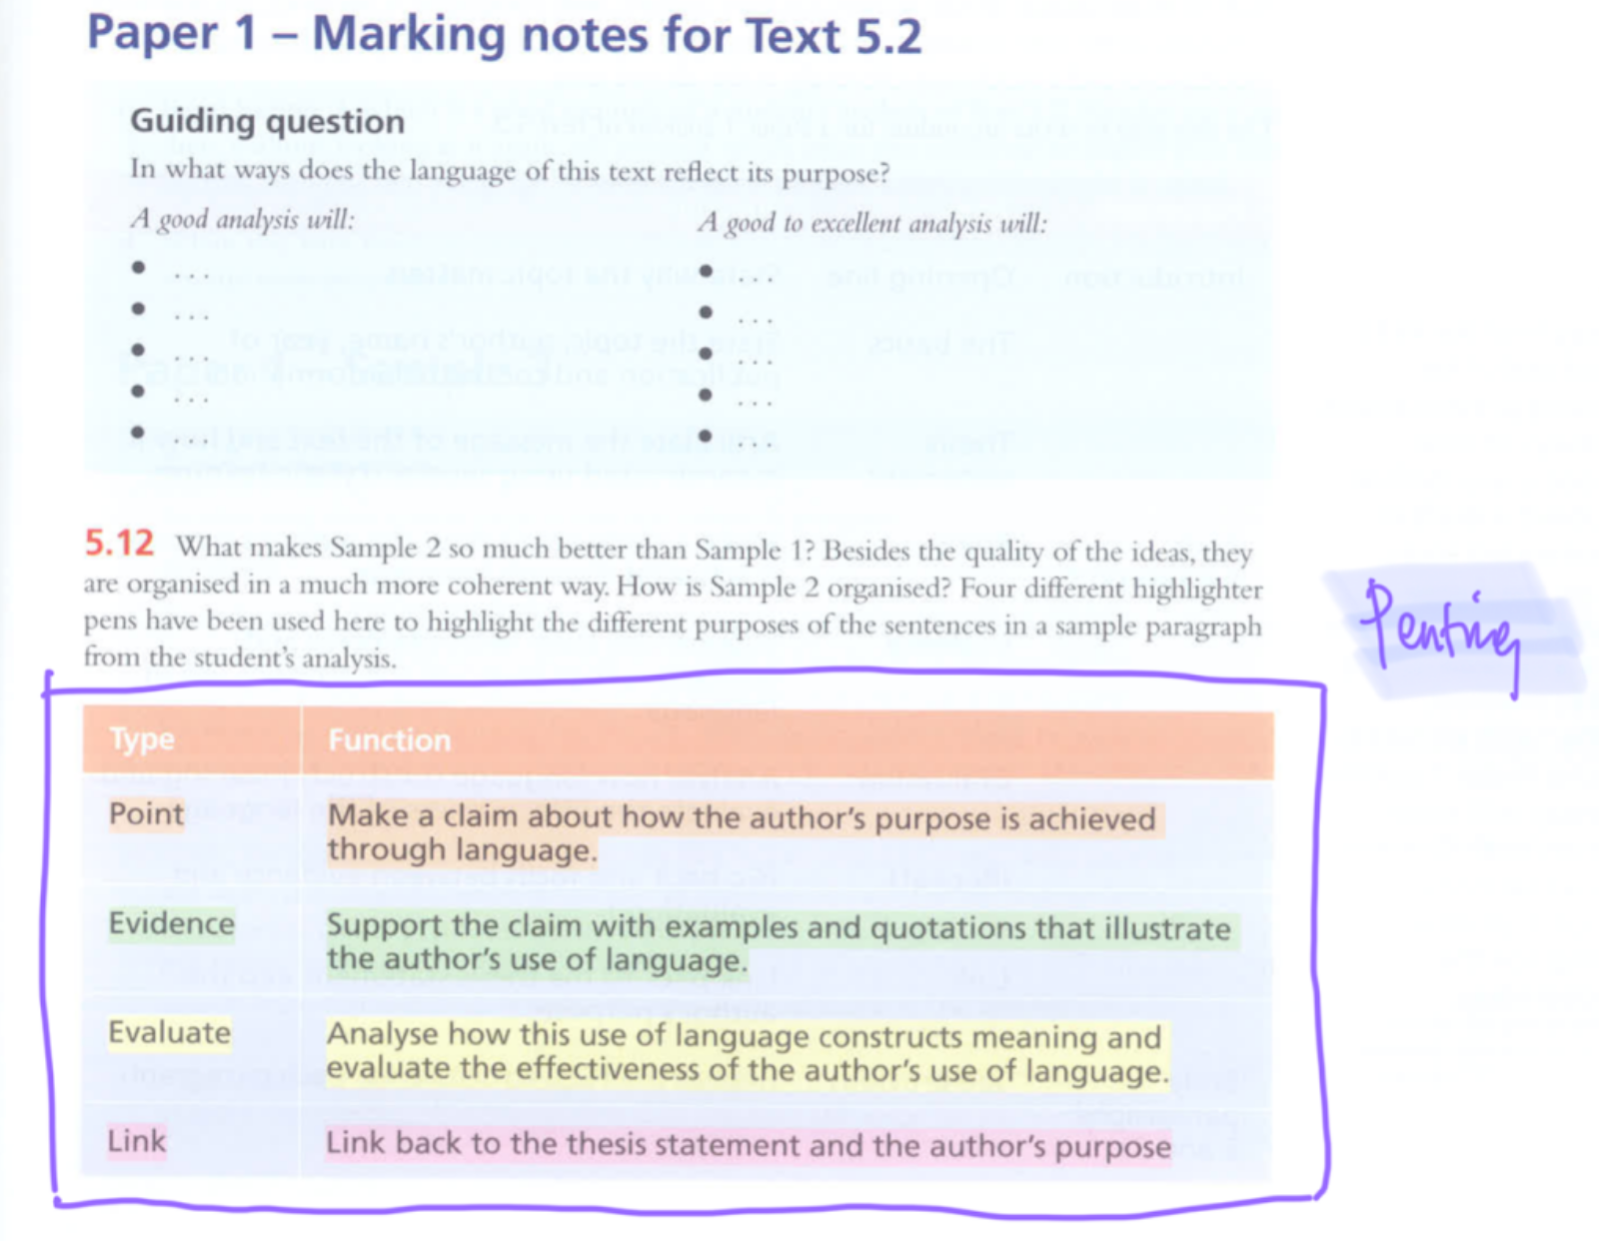 Paper 1 – Marking notes for Text 5.2
Guiding question
In what ways does the language of this text reflect its purpose?
A good analysis will:
A good to excellent analysis will:
• ...
• ...
• ...
• ...
• ...
• ...
• ...
• ...
• ...
• ...
5.12 What makes Sample 2 so much better than Sample 1? Besides the quality of the ideas, they
are organised in a much more coherent way. How is Sample 2 organised? Four different highlighter
pens have been used here to highlight the different purposes of the sentences in a sample paragraph
from the student's analysis.
Penting
Type Function
Point Make a claim about how the author's purpose is achieved
through language.
Evidence Support the claim with examples and quotations that illustrate
the author's use of language.
Evaluate Analyse how this use of language constructs meaning and
evaluate the effectiveness of the author's use of language.
Link Link back to the thesis statement and the author's purpose